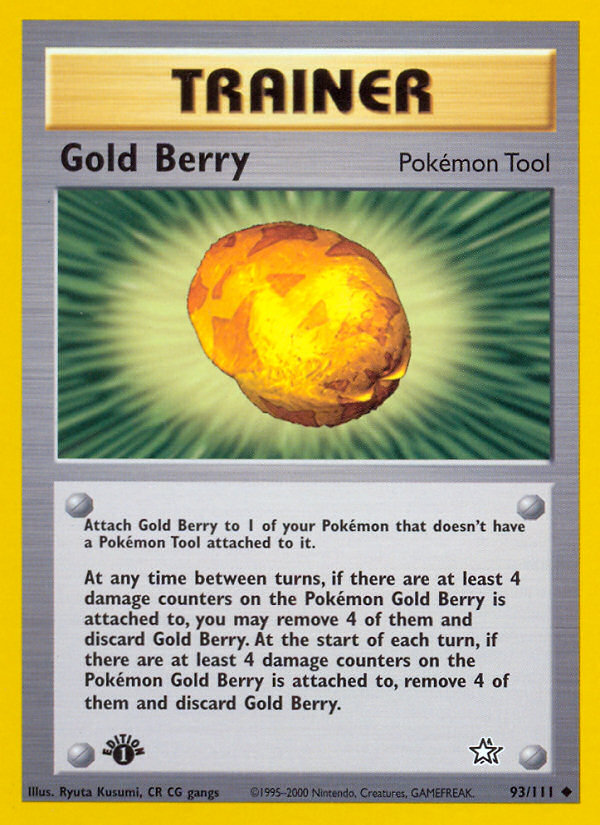 TRAINER
Gold Berry
Pokémon Tool
Attach Gold Berry to 1 of your Pokémon that doesn't have
a Pokémon Tool attached to it.
At any time between turns, if there are at least 4
damage counters on the Pokémon Gold Berry is
attached to, you may remove 4 of them and
discard Gold Berry. At the start of each turn, if
there are at least 4 damage counters on the
Pokémon Gold Berry is attached to, remove 4 of
them and discard Gold Berry.
EDITION
1
Illus. Ryuta Kusumi, CR CG gangs
©1995–2000 Nintendo, Creatures, GAMEFREAK.
93/111